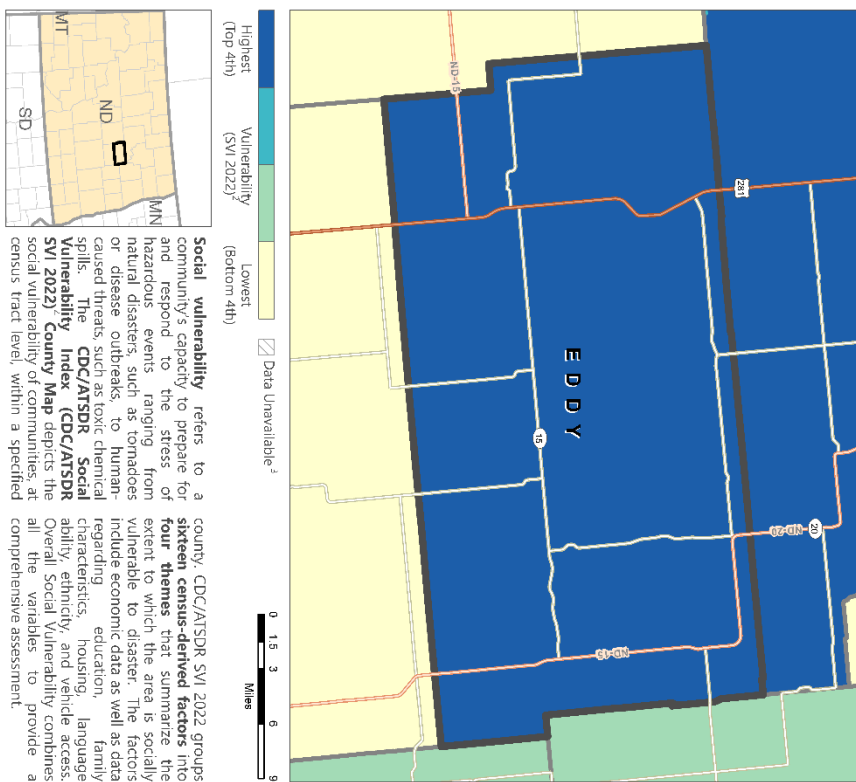 281
ND-15
EDDY
15
20
ND-20
ND-15
Highest
(Top 4th)
Vulnerability
(SVI 2022)²
Lowest
(Bottom 4th)
Data Unavailable³
0 1.5 3 6 9
Miles
MT
ND
SD
MN
Social vulnerability refers to a
community's capacity to prepare for
and respond to the stress of
hazardous events ranging from
natural disasters, such as tornadoes
or disease outbreaks, to human-
caused threats, such as toxic chemical
spills. The CDC/ATSDR Social
Vulnerability Index (CDC/ATSDR
SVI 2022)² County Map depicts the
social vulnerability of communities, at
census tract level, within a specified
county. CDC/ATSDR SVI 2022 groups
sixteen census-derived factors into
four themes that summarize the
extent to which the area is socially
vulnerable to disaster. The factors
include economic data as well as data
regarding education, family
characteristics, housing, language
ability, ethnicity, and vehicle access.
Overall Social Vulnerability combines
all the variables to provide a
comprehensive assessment.